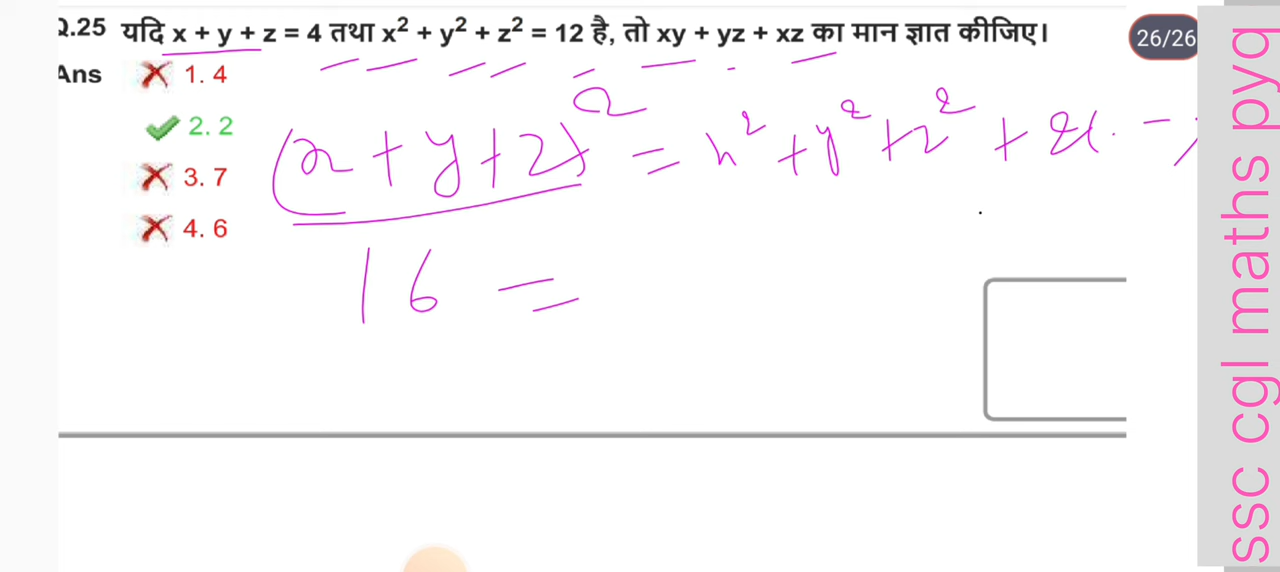 Q.25 यदि x + y + z = 4 तथा x² + y² + z² = 12 है, तो xy + yz + xz का मान ज्ञात कीजिए।
26/26
Ans 1. 4
2. 2
3. 7
4. 6
(x+y+z)² = x² + y² + z² + 2(
16 =
ssc cgl maths pyq